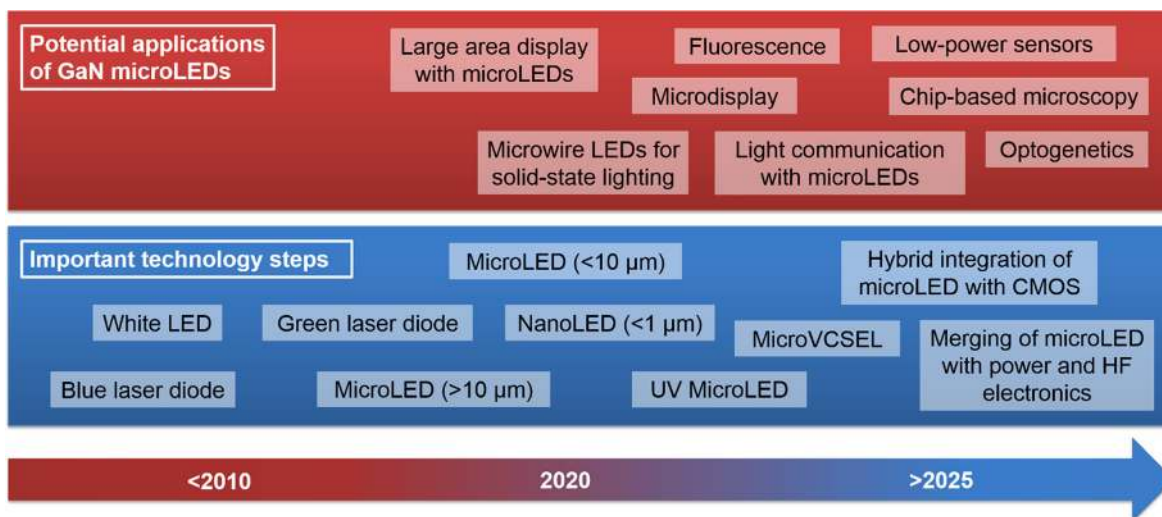 Potential applications
of GaN microLEDs
Large area display
with microLEDs
Fluorescence
Low-power sensors
Microdisplay
Chip-based microscopy
Microwire LEDs for
solid-state lighting
Light communication
with microLEDs
Optogenetics
Important technology steps
MicroLED (<10 µm)
Hybrid integration of
microLED with CMOS
White LED
Green laser diode
NanoLED (<1 µm)
MicroVCSEL
Merging of microLED
with power and HF
electronics
Blue laser diode
MicroLED (>10 µm)
UV MicroLED
<2010
2020
>2025